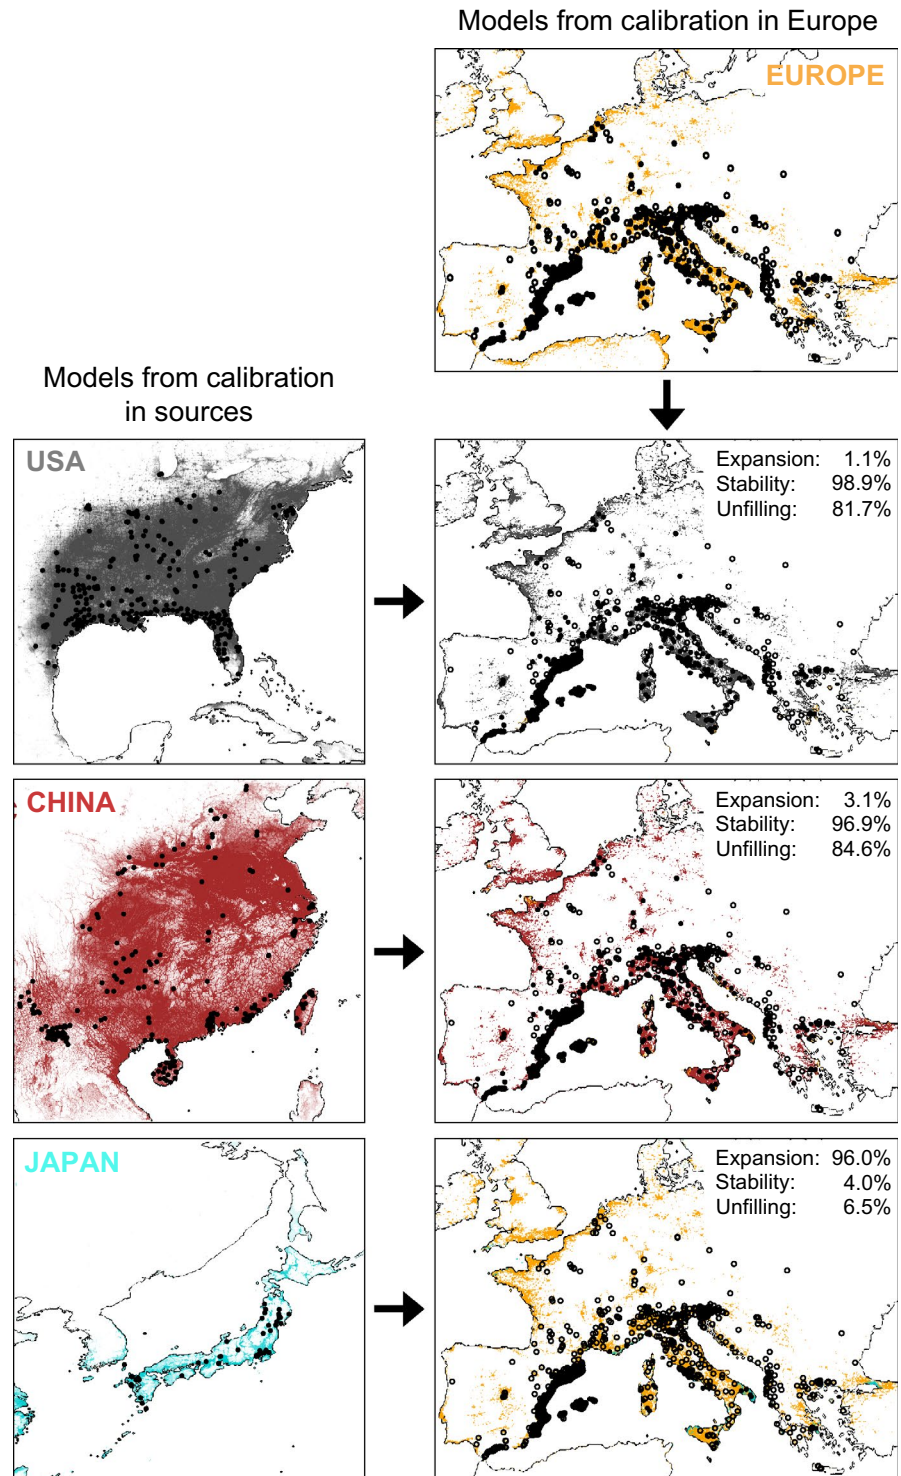 Models from calibration in Europe
EUROPE
Models from calibration
in sources
USA
Expansion: 1.1%
Stability: 98.9%
Unfilling: 81.7%
CHINA
Expansion: 3.1%
Stability: 96.9%
Unfilling: 84.6%
JAPAN
Expansion: 96.0%
Stability: 4.0%
Unfilling: 6.5%